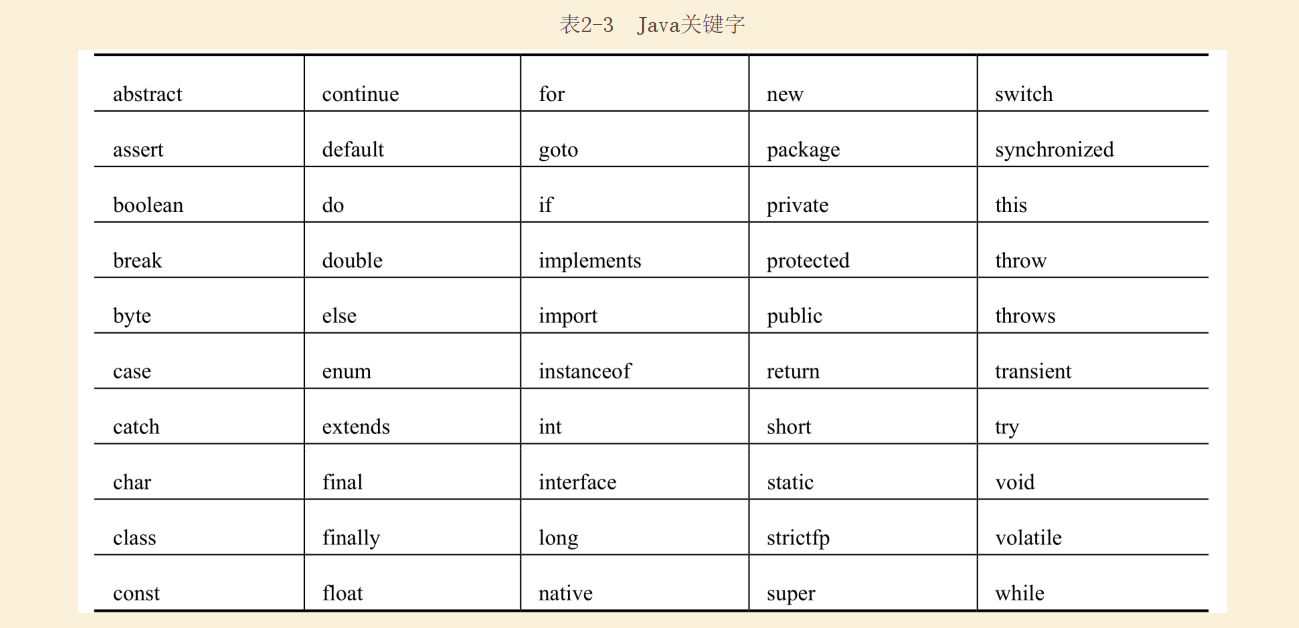 表2-3 Java关键字
abstract continue for new switch
assert default goto package synchronized
boolean do if private this
break double implements protected throw
byte else import public throws
case enum instanceof return transient
catch extends int short try
char final interface static void
class finally long strictfp volatile
const float native super while